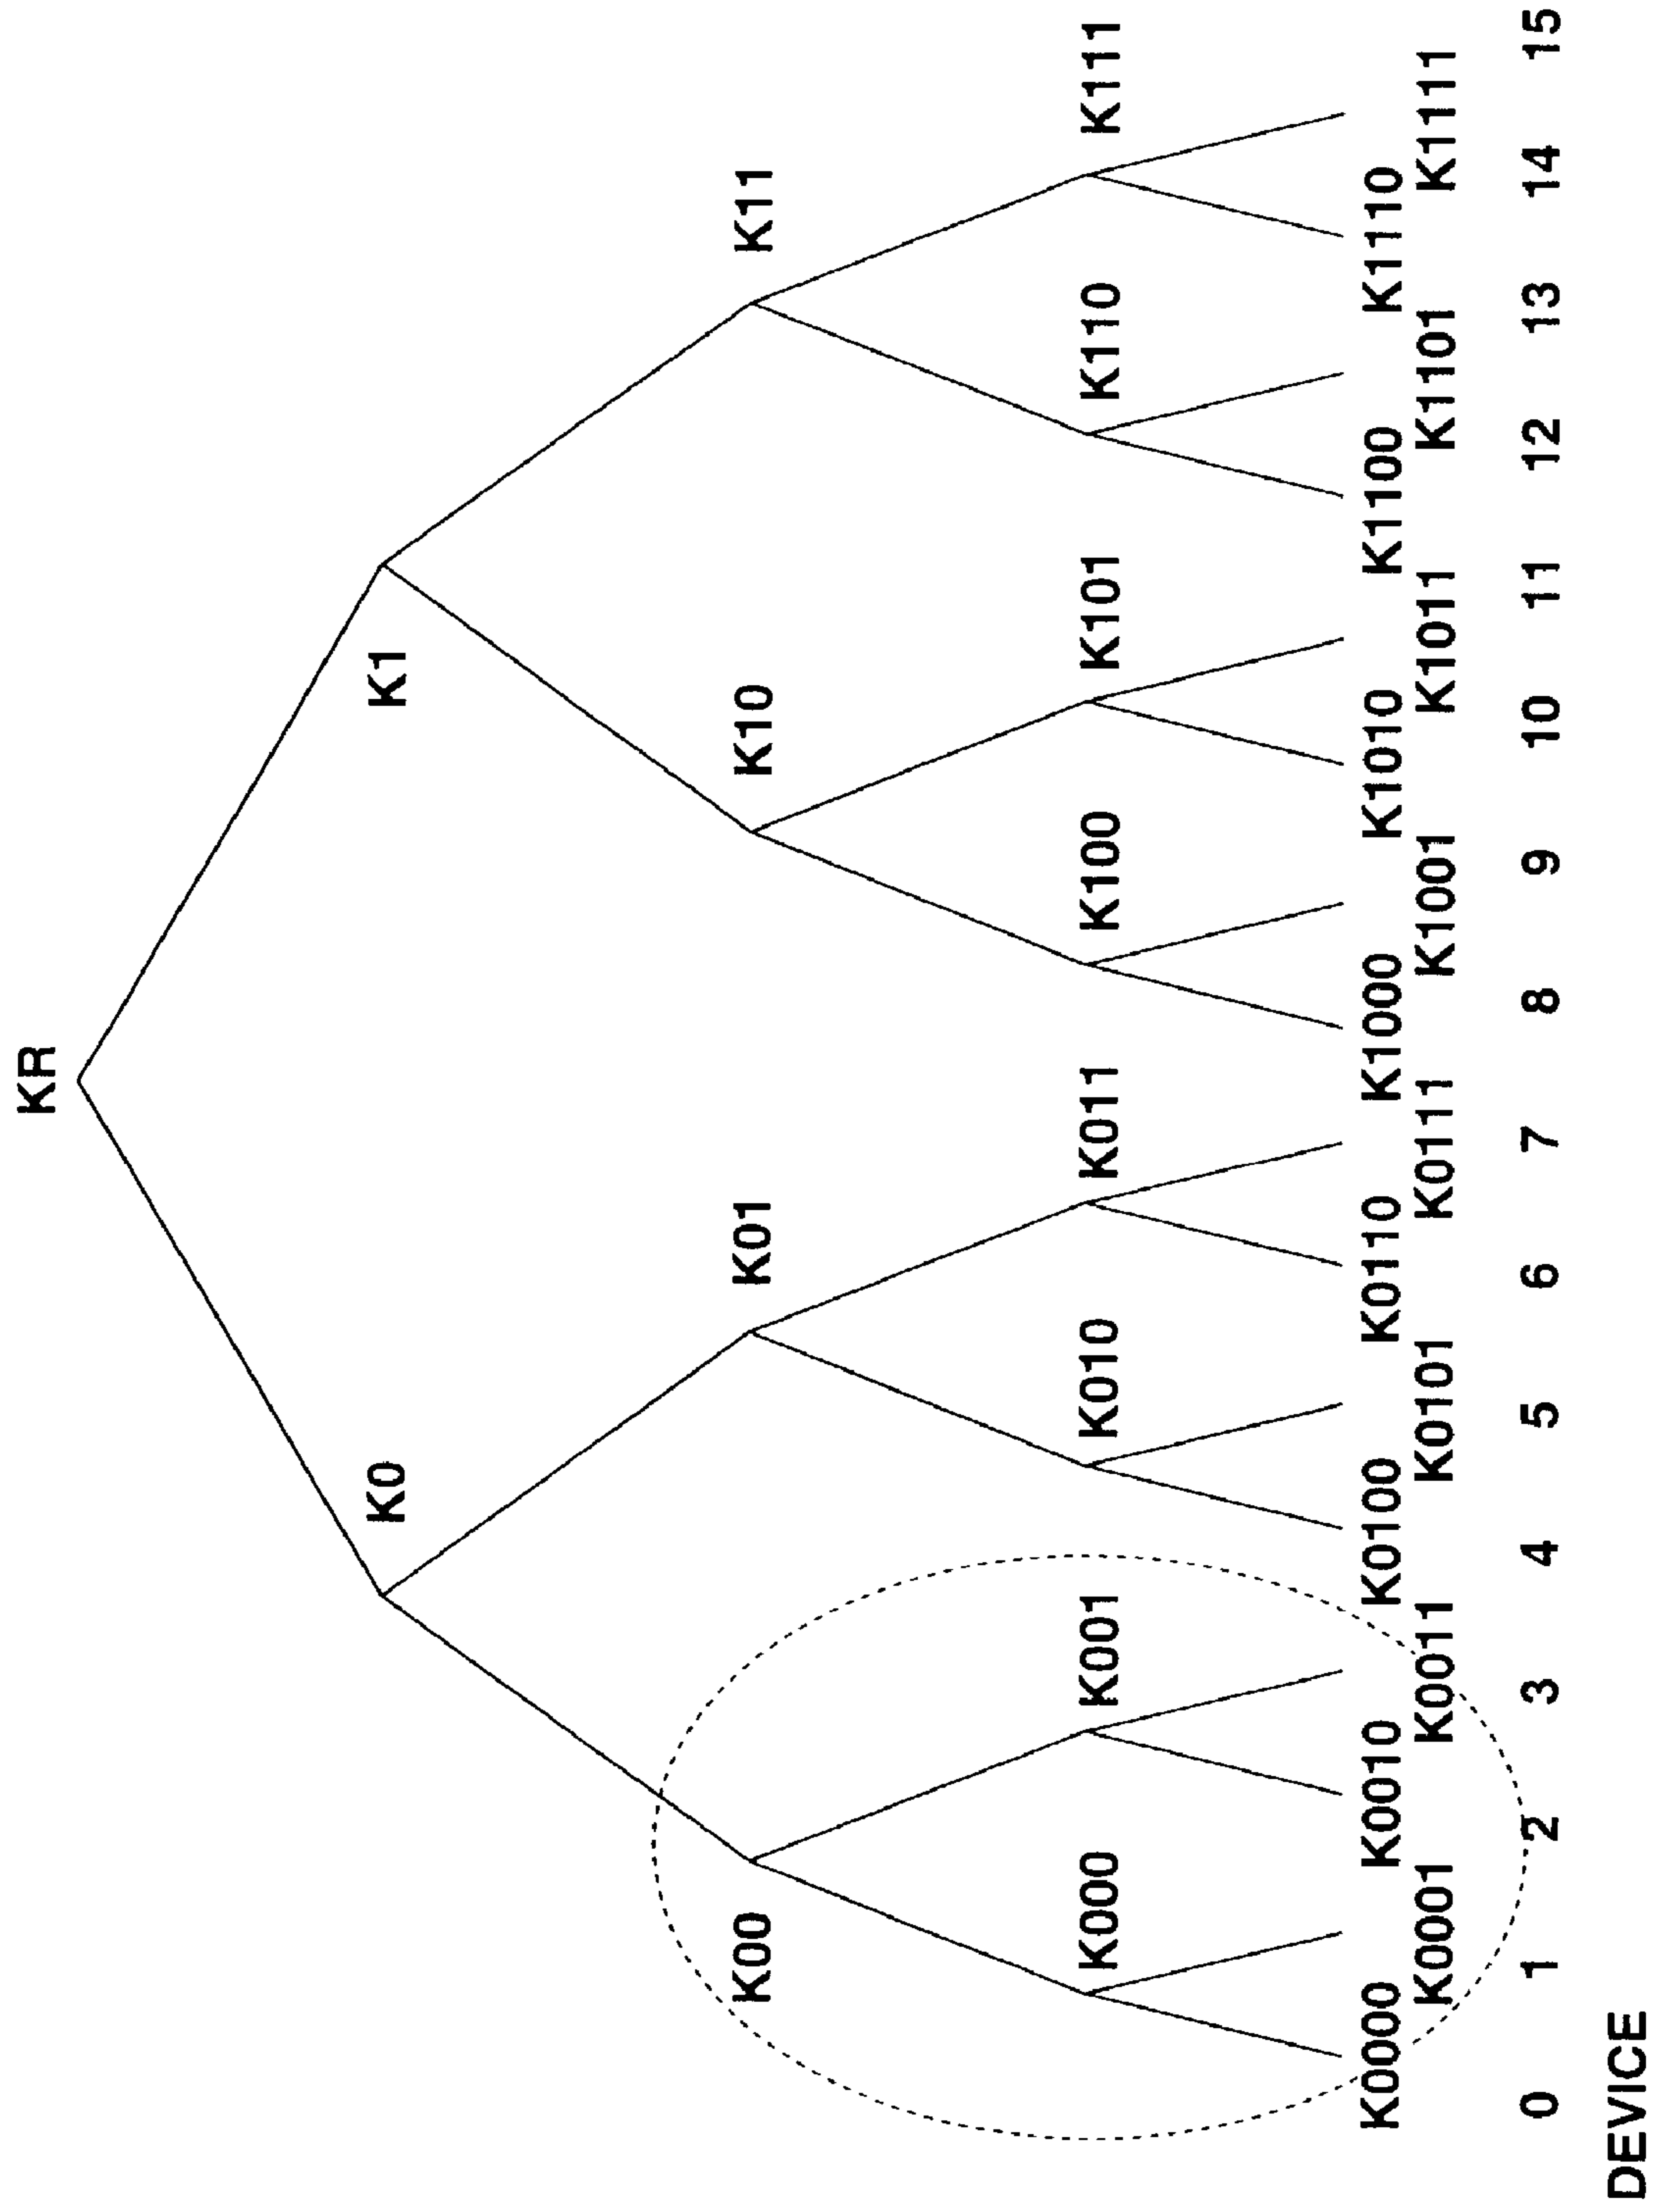 KR
K0 K1
K00 K01 K10 K11
K000 K001 K010 K011 K100 K101 K110 K111
K0000 K0010 K0100 K0110 K1000 K1010 K1100 K1110
K0001 K0011 K0101 K0111 K1001 K1011 K1101 K1111
0 1 2 3 4 5 6 7 8 9 10 11 12 13 14 15
DEVICE